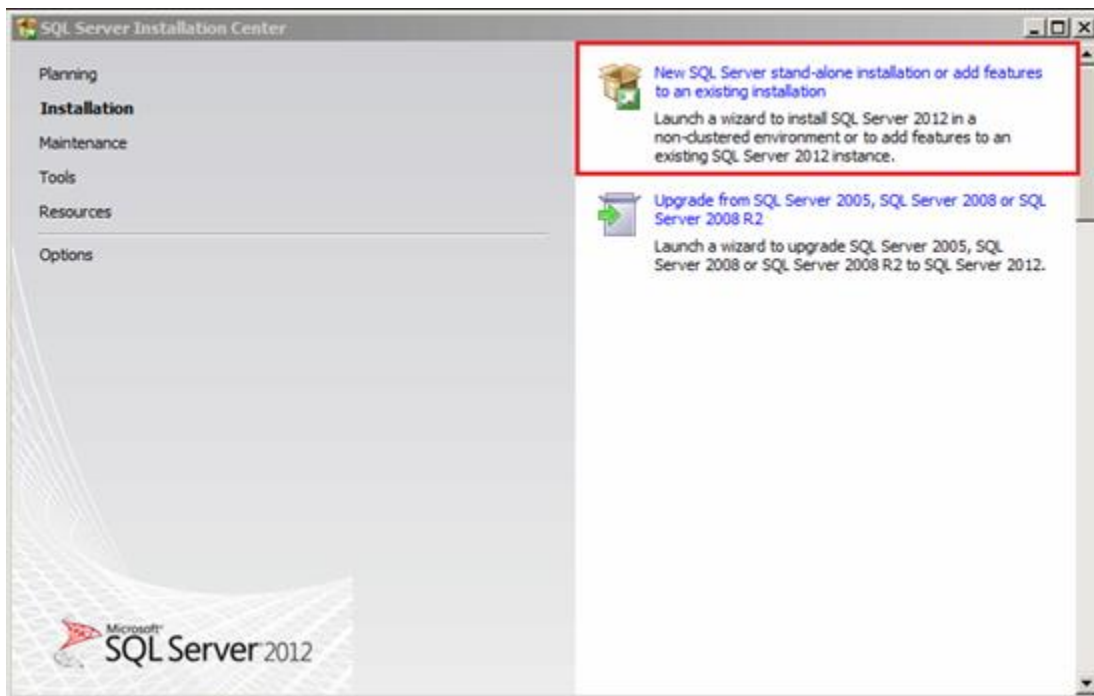 SQL Server Installation Center
Planning
Installation
Maintenance
Tools
Resources
Options
New SQL Server stand-alone installation or add features
to an existing installation
Launch a wizard to install SQL Server 2012 in a
non-clustered environment or to add features to an
existing SQL Server 2012 instance.
Upgrade from SQL Server 2005, SQL Server 2008 or SQL
Server 2008 R2
Launch a wizard to upgrade SQL Server 2005, SQL
Server 2008 or SQL Server 2008 R2 to SQL Server 2012.
Microsoft
SQL Server 2012